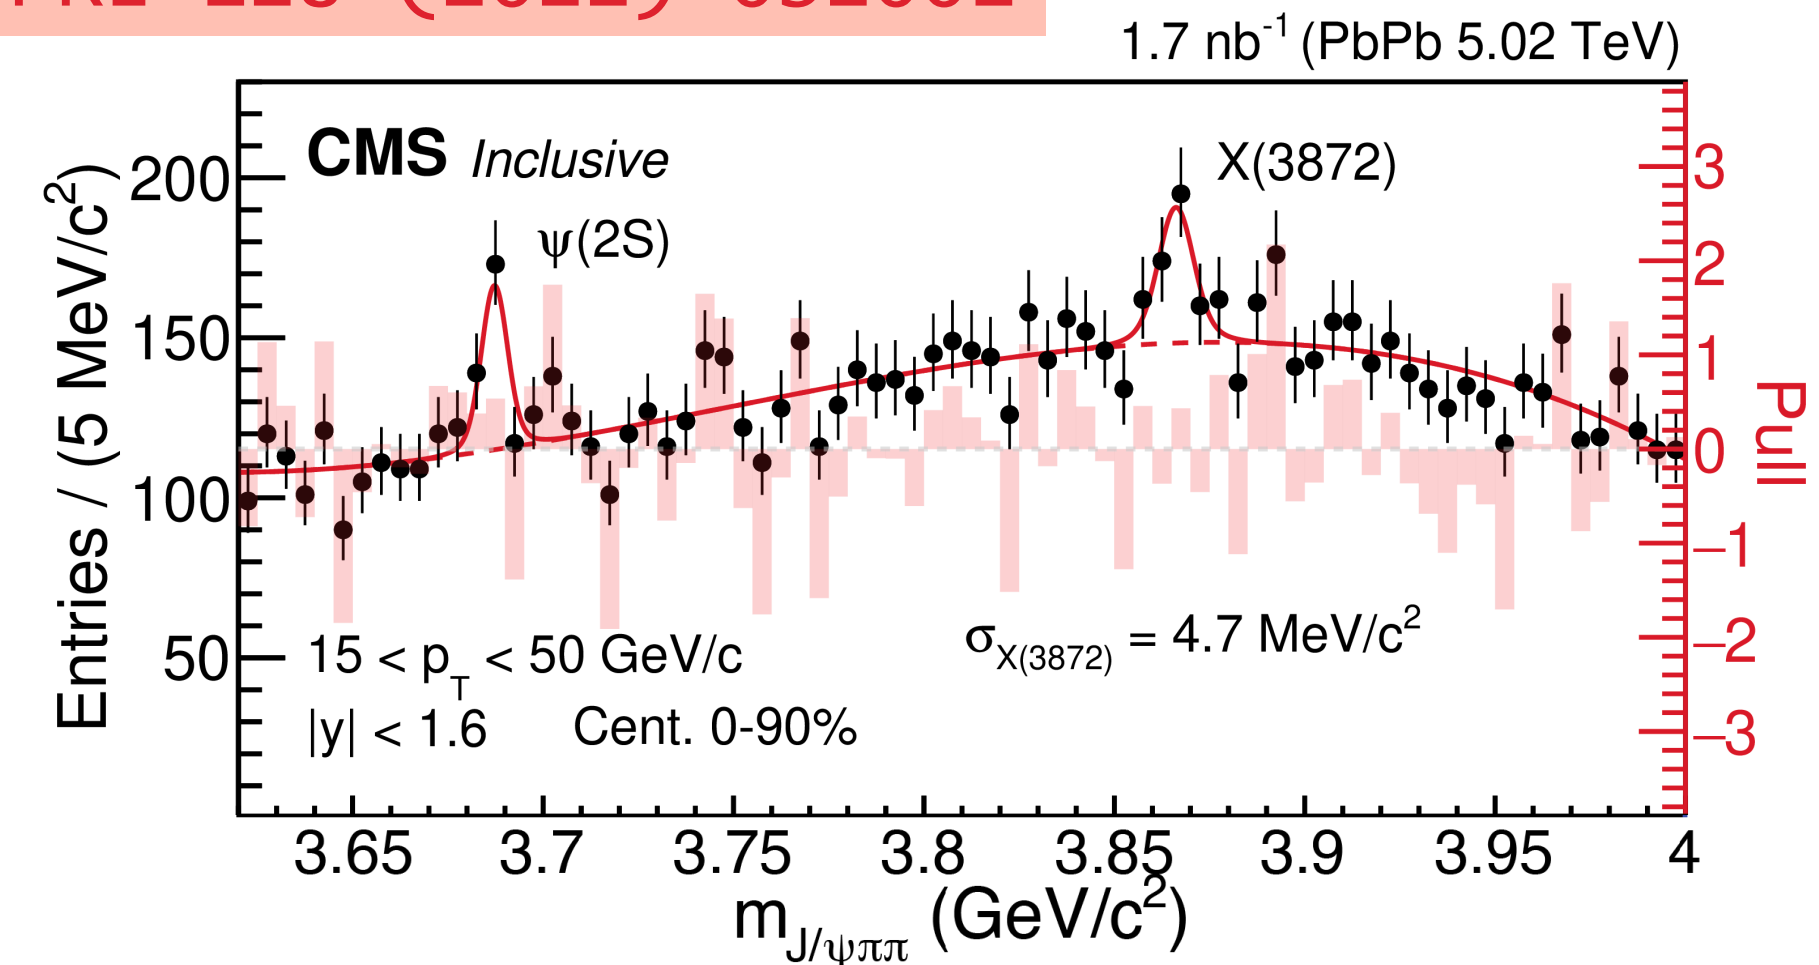 1.7 nb-1 (PbPb 5.02 TeV)
CMS Inclusive
X(3872)
ψ(2S)
15 < pT < 50 GeV/c
|y| < 1.6 Cent. 0-90%
σX(3872) = 4.7 MeV/c2
Entries / (5 MeV/c2)
200
150
100
50
3
2
1
0
−1
−2
−3
Pull
3.65 3.7 3.75 3.8 3.85 3.9 3.95 4
mJ/ψππ (GeV/c2)